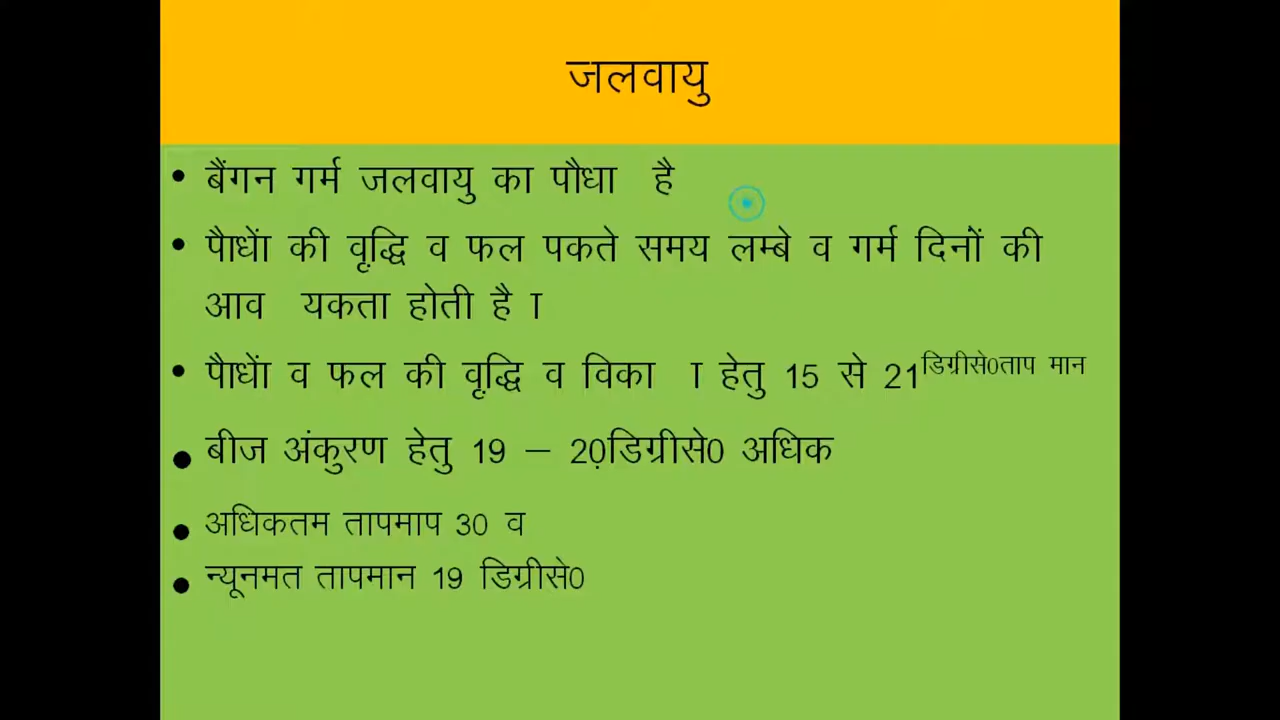 जलवायु
• बैंगन गर्म जलवायु का पौधा है
• पैाधेां की वृद्धि व फल पकते समय लम्बे व गर्म दिनों की
आव यकता होती है ा
• पैाधेां व फल की वृद्धि व विका ा हेतु 15 से 21डिग्रीसे0ताप मान
• बीज अंकुरण हेतु 19 – 20़डिग्रीसे0 अधिक
• अधिकतम तापमाप 30 व
• न्यूनमत तापमान 19 डिग्रीसे0